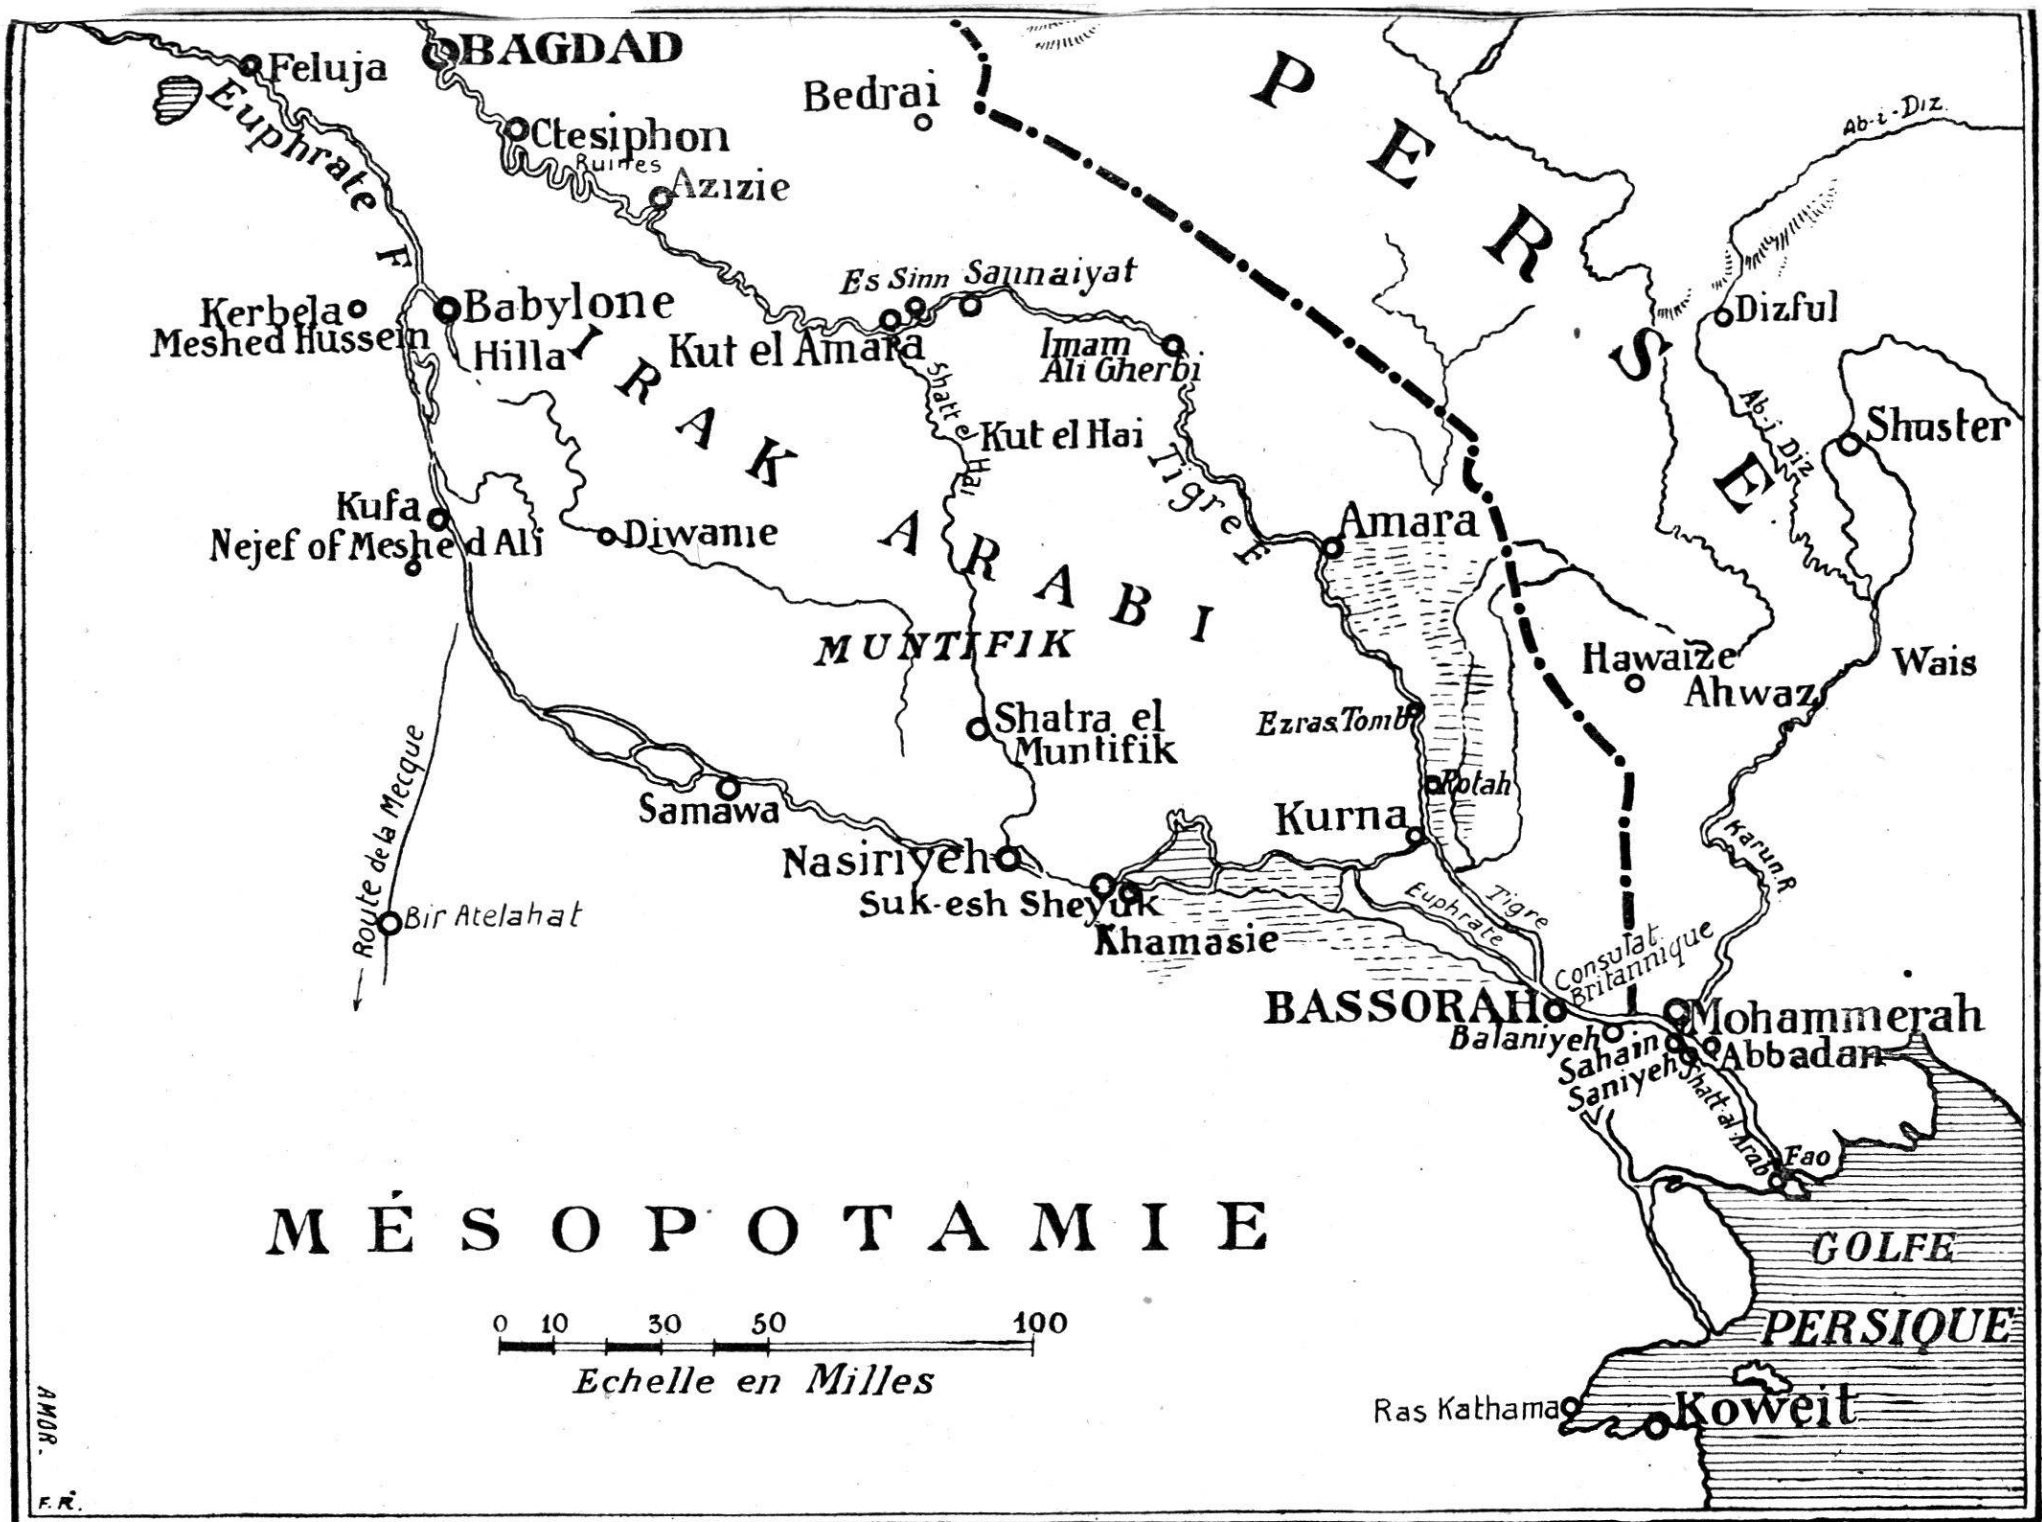 BAGDAD
Feluja
Bedrai
PERSE
Ab-i-Diz.
Euphrate F
Ctesiphon
Ruines
Azizie
Es Sinn
Sannaiyat
Kerbela
Meshed Hussein
Babylone
Hilla
Kut el Amara
Imam
Ali Gherbi
Dizful
IRAK ARABI
Shatt el Hai
Kut el Hai
Tigre F
Ab-i Diz
Shuster
Kufa
Nejef of Meshed Ali
Diwanie
Amara
MUNTIFIK
Hawaize
Ahwaz
Wais
Shatra el
Muntifik
Ezras Tomb
Rotah
Route de la Mecque
Samawa
Kurna
Karun R
Nasiriyeh
Suk-esh Sheyuk
Khamasie
Bir Atelahat
Euphrate
Tigre
Consulat
Britannique
BASSORAH
Balaniyeh
Mohammerah
Sahain
Saniyeh
Abbadan
Shatt-al-Arab
Fao
MÉSOPOTAMIE
GOLFE
PERSIQUE
0 10 30 50 100
Echelle en Milles
Ras Kathama
Koweit
AMOR.
F.R.